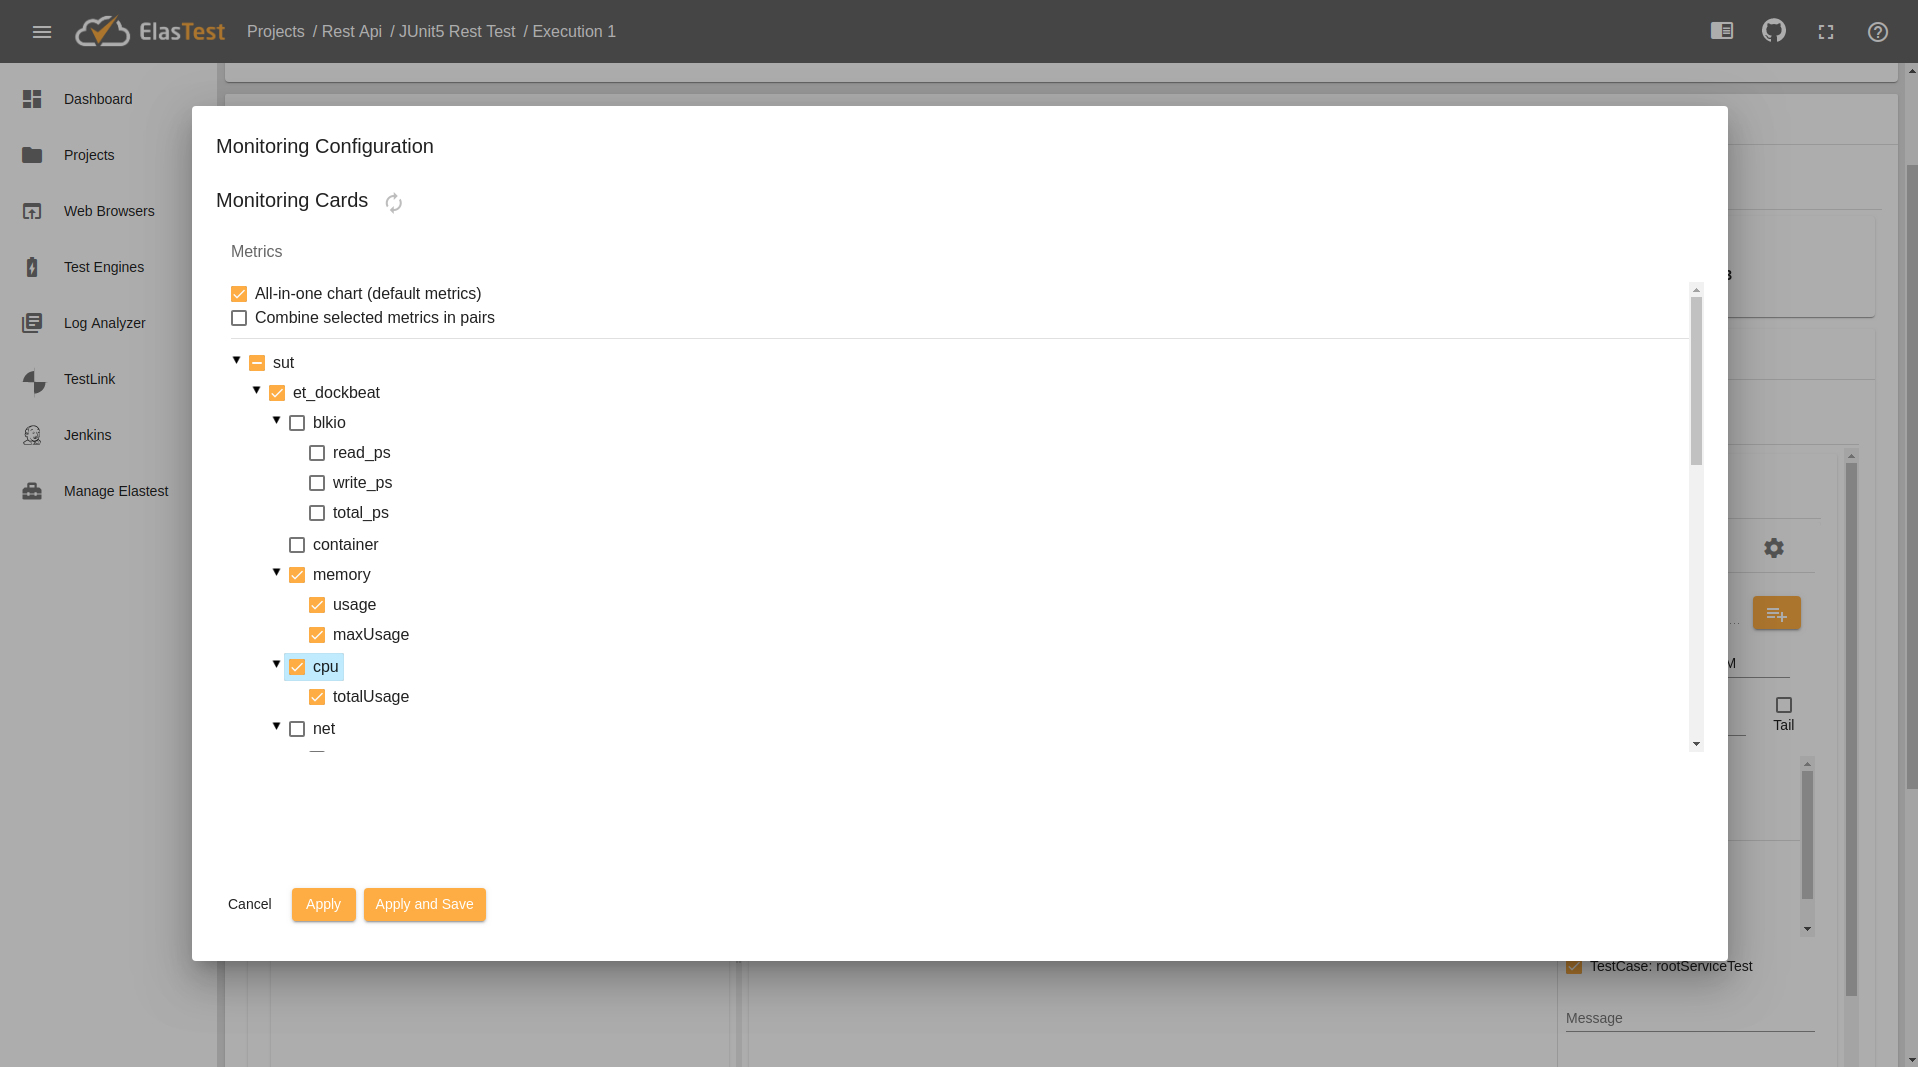 ElasTest
Projects / Rest Api / JUnit5 Rest Test / Execution 1
Dashboard
Projects
Web Browsers
Test Engines
Log Analyzer
TestLink
Jenkins
Manage Elastest
Monitoring Configuration
Monitoring Cards
Metrics
All-in-one chart (default metrics)
Combine selected metrics in pairs
sut
et_dockbeat
blkio
read_ps
write_ps
total_ps
container
memory
usage
maxUsage
cpu
totalUsage
net
Cancel
Apply
Apply and Save
...
M
Tail
TestCase: rootServiceTest
Message